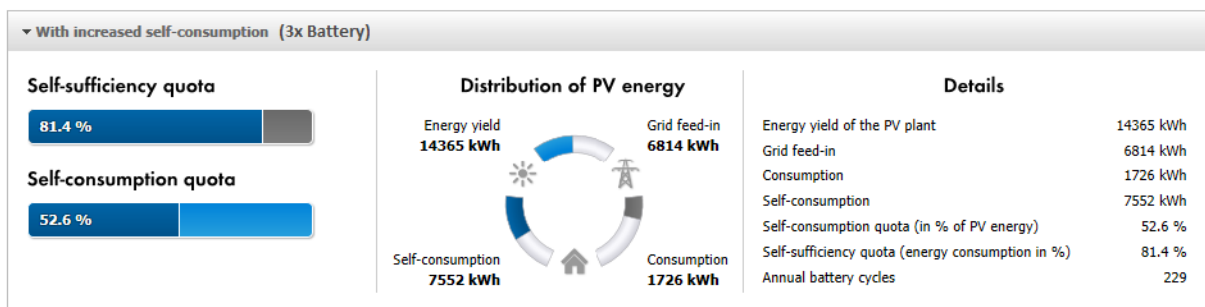 With increased self-consumption (3x Battery)
Self-sufficiency quota
81.4 %
Self-consumption quota
52.6 %
Distribution of PV energy
Energy yield
14365 kWh
Grid feed-in
6814 kWh
Self-consumption
7552 kWh
Consumption
1726 kWh
Details
Energy yield of the PV plant 14365 kWh
Grid feed-in 6814 kWh
Consumption 1726 kWh
Self-consumption 7552 kWh
Self-consumption quota (in % of PV energy) 52.6 %
Self-sufficiency quota (energy consumption in %) 81.4 %
Annual battery cycles 229